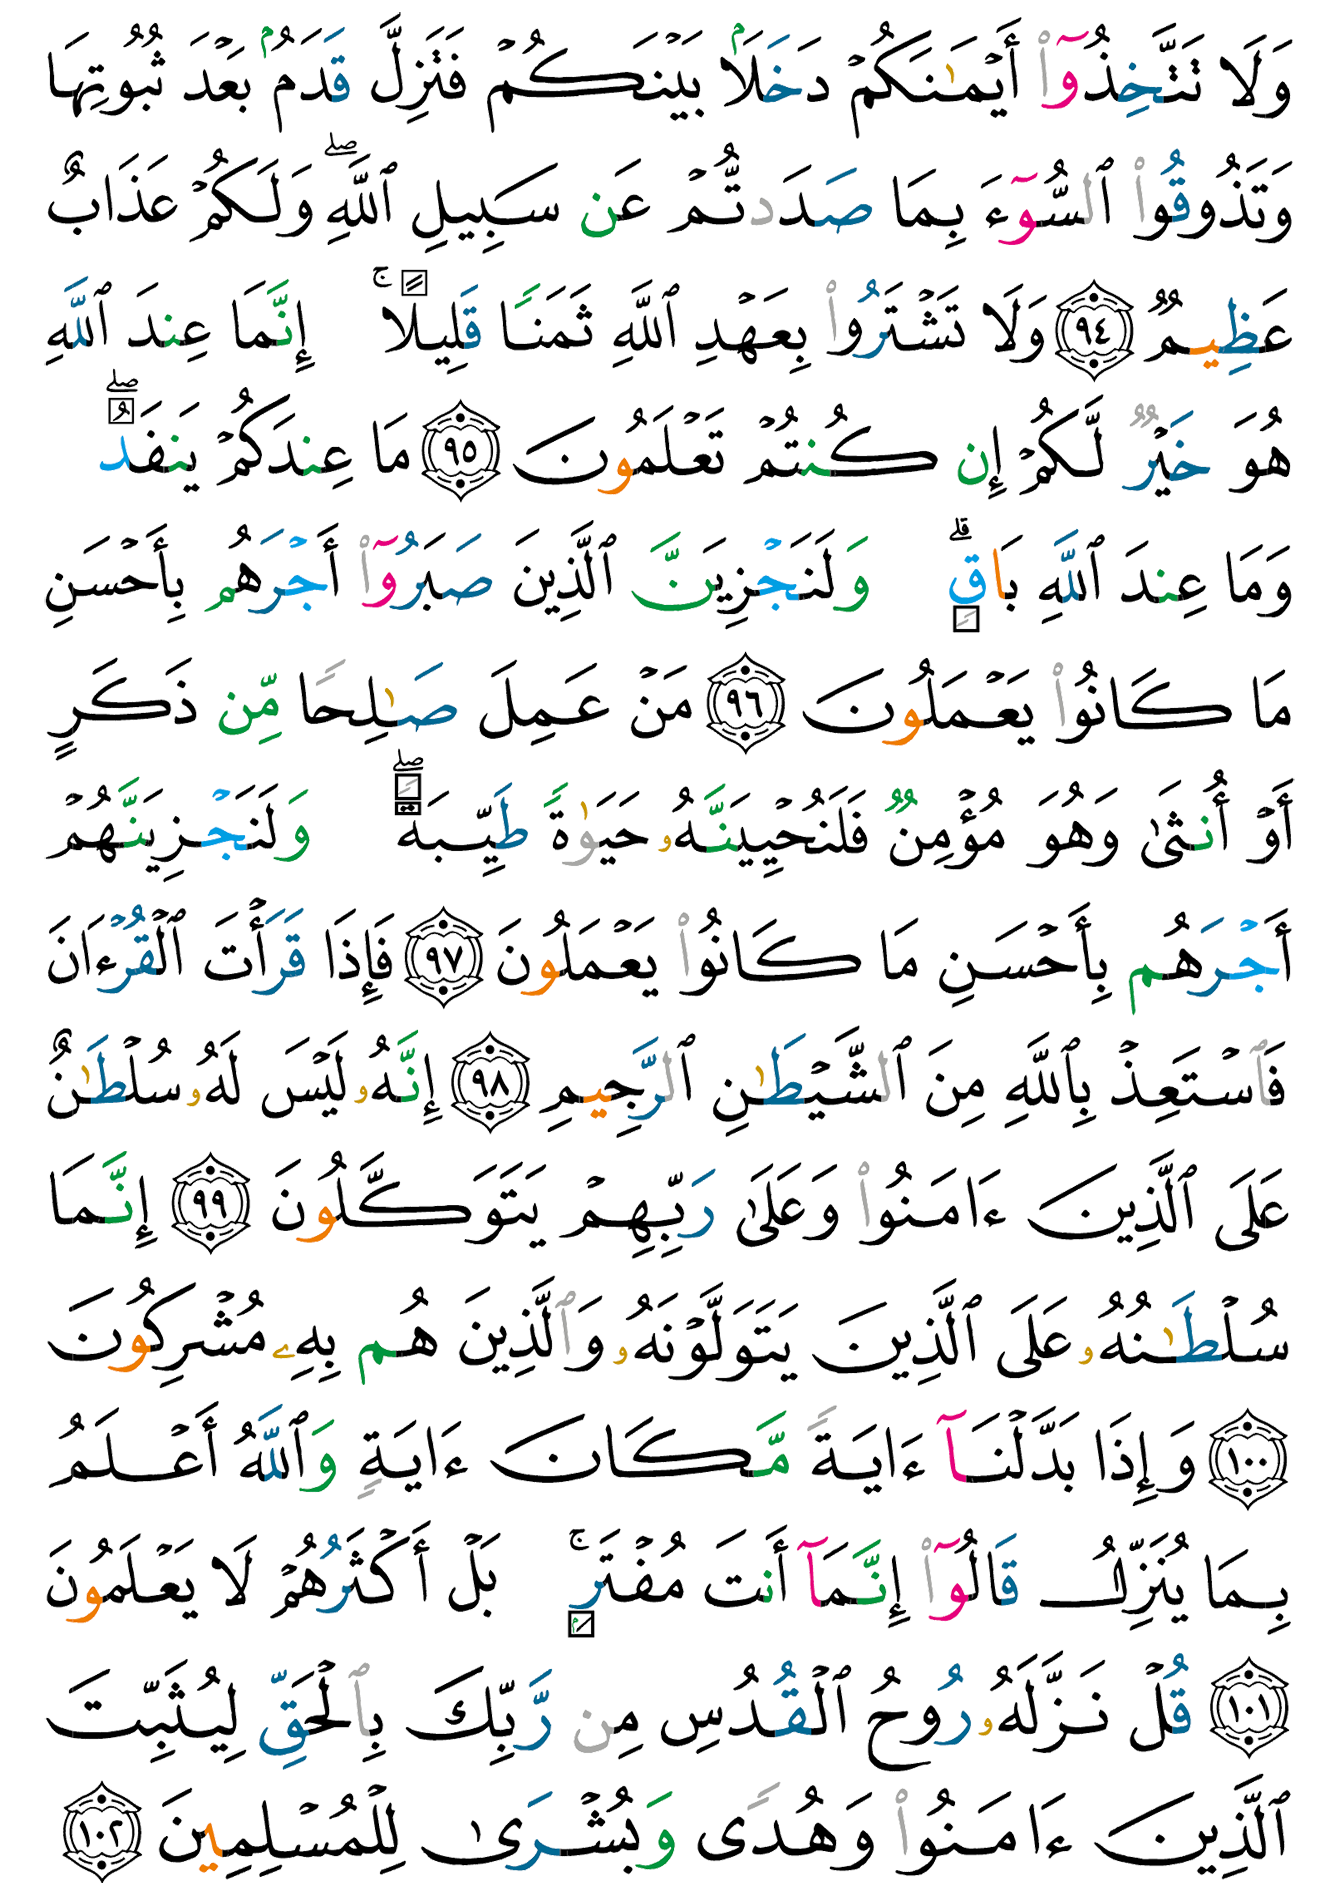 وَلَا تَتَّخِذُوٓا۟ أَيْمَـٰنَكُمْ دَخَلَۢا بَيْنَكُمْ فَتَزِلَّ قَدَمٌۢ بَعْدَ ثُبُوتِهَا
وَتَذُوقُوا۟ ٱلسُّوٓءَ بِمَا صَدَدتُّمْ عَن سَبِيلِ ٱللَّهِ ۖ وَلَكُمْ عَذَابٌ
عَظِيمٌ ٩٤ وَلَا تَشْتَرُوا۟ بِعَهْدِ ٱللَّهِ ثَمَنًا قَلِيلًا ۚ إِنَّمَا عِندَ ٱللَّهِ
هُوَ خَيْرٌ لَّكُمْ إِن كُنتُمْ تَعْلَمُونَ ٩٥ مَا عِندَكُمْ يَنفَدُ ۖ
وَمَا عِندَ ٱللَّهِ بَاقٍ ۗ وَلَنَجْزِيَنَّ ٱلَّذِينَ صَبَرُوٓا۟ أَجْرَهُم بِأَحْسَنِ
مَا كَانُوا۟ يَعْمَلُونَ ٩٦ مَنْ عَمِلَ صَـٰلِحًا مِّن ذَكَرٍ
أَوْ أُنثَىٰ وَهُوَ مُؤْمِنٌ فَلَنُحْيِيَنَّهُۥ حَيَوٰةً طَيِّبَةً ۖ وَلَنَجْزِيَنَّهُمْ
أَجْرَهُم بِأَحْسَنِ مَا كَانُوا۟ يَعْمَلُونَ ٩٧ فَإِذَا قَرَأْتَ ٱلْقُرْءَانَ
فَٱسْتَعِذْ بِٱللَّهِ مِنَ ٱلشَّيْطَـٰنِ ٱلرَّجِيمِ ٩٨ إِنَّهُۥ لَيْسَ لَهُۥ سُلْطَـٰنٌ
عَلَى ٱلَّذِينَ ءَامَنُوا۟ وَعَلَىٰ رَبِّهِمْ يَتَوَكَّلُونَ ٩٩ إِنَّمَا
سُلْطَـٰنُهُۥ عَلَى ٱلَّذِينَ يَتَوَلَّوْنَهُۥ وَٱلَّذِينَ هُم بِهِۦ مُشْرِكُونَ
١٠٠ وَإِذَا بَدَّلْنَآ ءَايَةً مَّكَانَ ءَايَةٍ وَٱللَّهُ أَعْلَمُ
بِمَا يُنَزِّلُ قَالُوٓا۟ إِنَّمَآ أَنتَ مُفْتَرٍۭ ۚ بَلْ أَكْثَرُهُمْ لَا يَعْلَمُونَ
١٠١ قُلْ نَزَّلَهُۥ رُوحُ ٱلْقُدُسِ مِن رَّبِّكَ بِٱلْحَقِّ لِيُثَبِّتَ
ٱلَّذِينَ ءَامَنُوا۟ وَهُدًى وَبُشْرَىٰ لِلْمُسْلِمِينَ ١٠٢